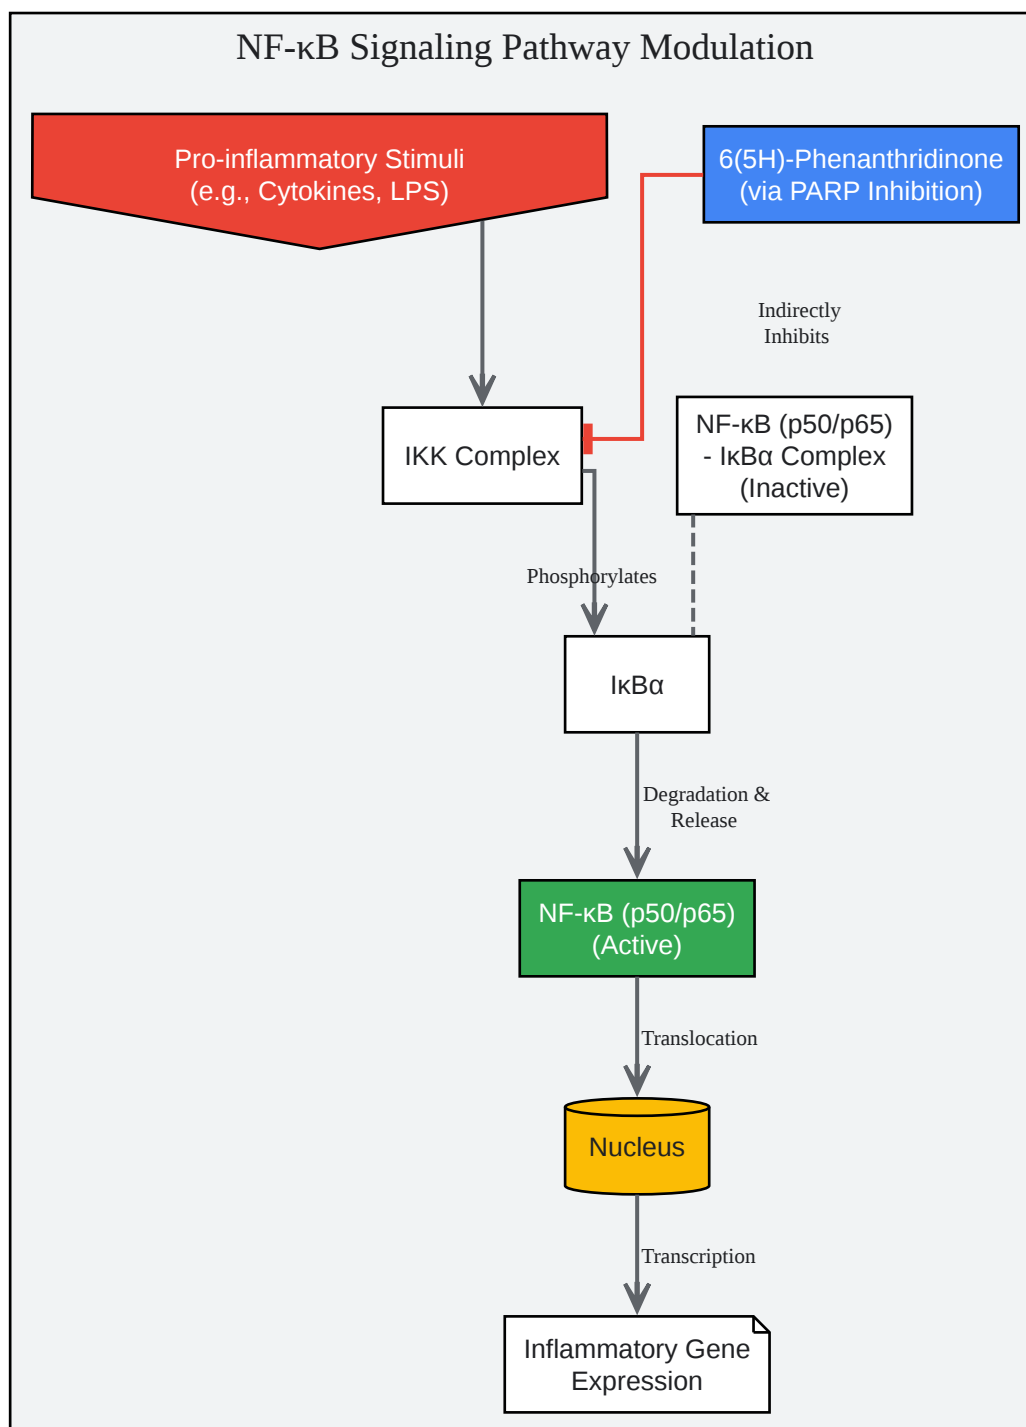 NF-κB Signaling Pathway Modulation
Pro-inflammatory Stimuli
(e.g., Cytokines, LPS)
6(5H)-Phenanthridinone
(via PARP Inhibition)
Indirectly
Inhibits
IKK Complex
NF-κB (p50/p65)
- IκBα Complex
(Inactive)
Phosphorylates
IκBα
Degradation &
Release
NF-κB (p50/p65)
(Active)
Translocation
Nucleus
Transcription
Inflammatory Gene
Expression